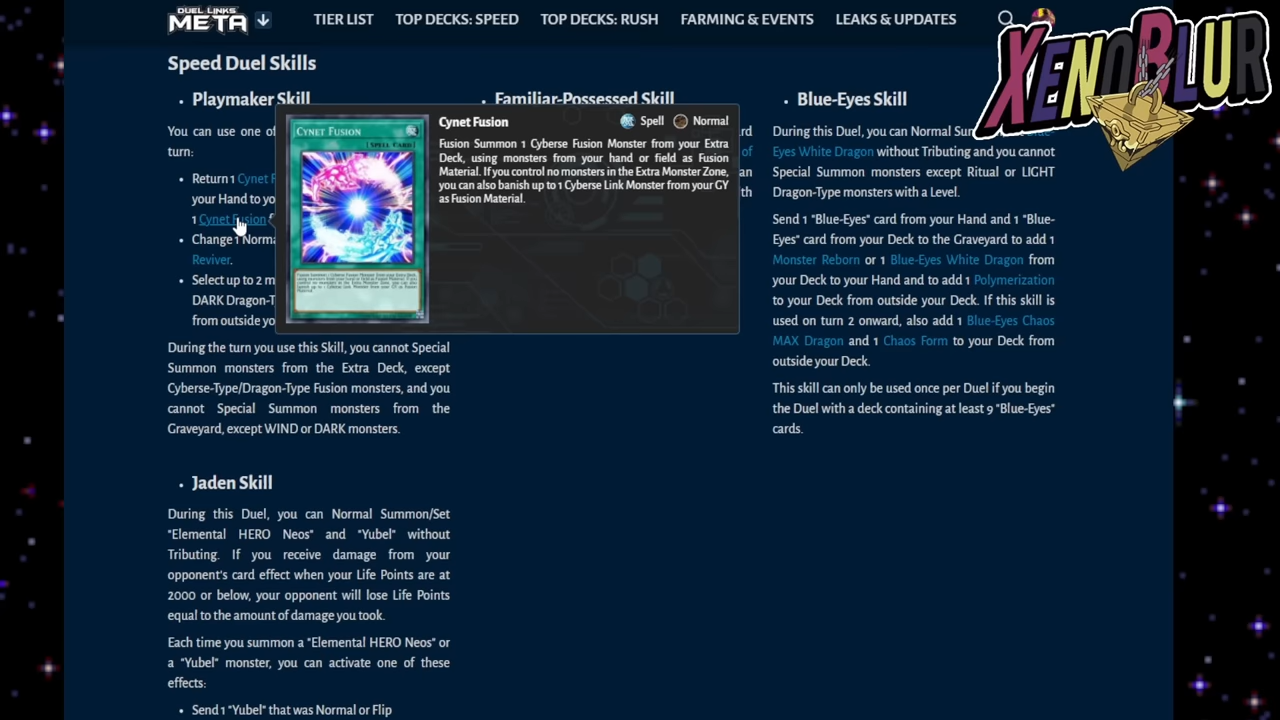 DUEL LINKS
META
TIER LIST
TOP DECKS: SPEED
TOP DECKS: RUSH
FARMING & EVENTS
LEAKS & UPDATES
XENOBLUR
Speed Duel Skills
• Playmaker Skill
You can use one of
turn:
• Return 1 Cynet F
your Hand to yo
1 Cynet Fusion f
• Change 1 Norma
Reviver.
• Select up to 2 m
DARK Dragon-T
from outside yo
During the turn you use this Skill, you cannot Special
Summon monsters from the Extra Deck, except
Cyberse-Type/Dragon-Type Fusion monsters, and you
cannot Special Summon monsters from the
Graveyard, except WIND or DARK monsters.
CYNET FUSION
[SPELL CARD]
Cynet Fusion
Spell
Normal
Fusion Summon 1 Cyberse Fusion Monster from your Extra
Deck, using monsters from your hand or field as Fusion
Material. If you control no monsters in the Extra Monster Zone,
you can also banish up to 1 Cyberse Link Monster from your GY
as Fusion Material.
• Familiar-Possessed Skill
rd
of
an
th
• Blue-Eyes Skill
During this Duel, you can Normal Su
Eyes White Dragon without Tributing and you cannot
Special Summon monsters except Ritual or LIGHT
Dragon-Type monsters with a Level.
Send 1 "Blue-Eyes" card from your Hand and 1 "Blue-
Eyes" card from your Deck to the Graveyard to add 1
Monster Reborn or 1 Blue-Eyes White Dragon from
your Deck to your Hand and to add 1 Polymerization
to your Deck from outside your Deck. If this skill is
used on turn 2 onward, also add 1 Blue-Eyes Chaos
MAX Dragon and 1 Chaos Form to your Deck from
outside your Deck.
This skill can only be used once per Duel if you begin
the Duel with a deck containing at least 9 "Blue-Eyes"
cards.
• Jaden Skill
During this Duel, you can Normal Summon/Set
"Elemental HERO Neos" and "Yubel" without
Tributing. If you receive damage from your
opponent's card effect when your Life Points are at
2000 or below, your opponent will lose Life Points
equal to the amount of damage you took.
Each time you summon a "Elemental HERO Neos" or
a "Yubel" monster, you can activate one of these
effects:
• Send 1 "Yubel" that was Normal or Flip